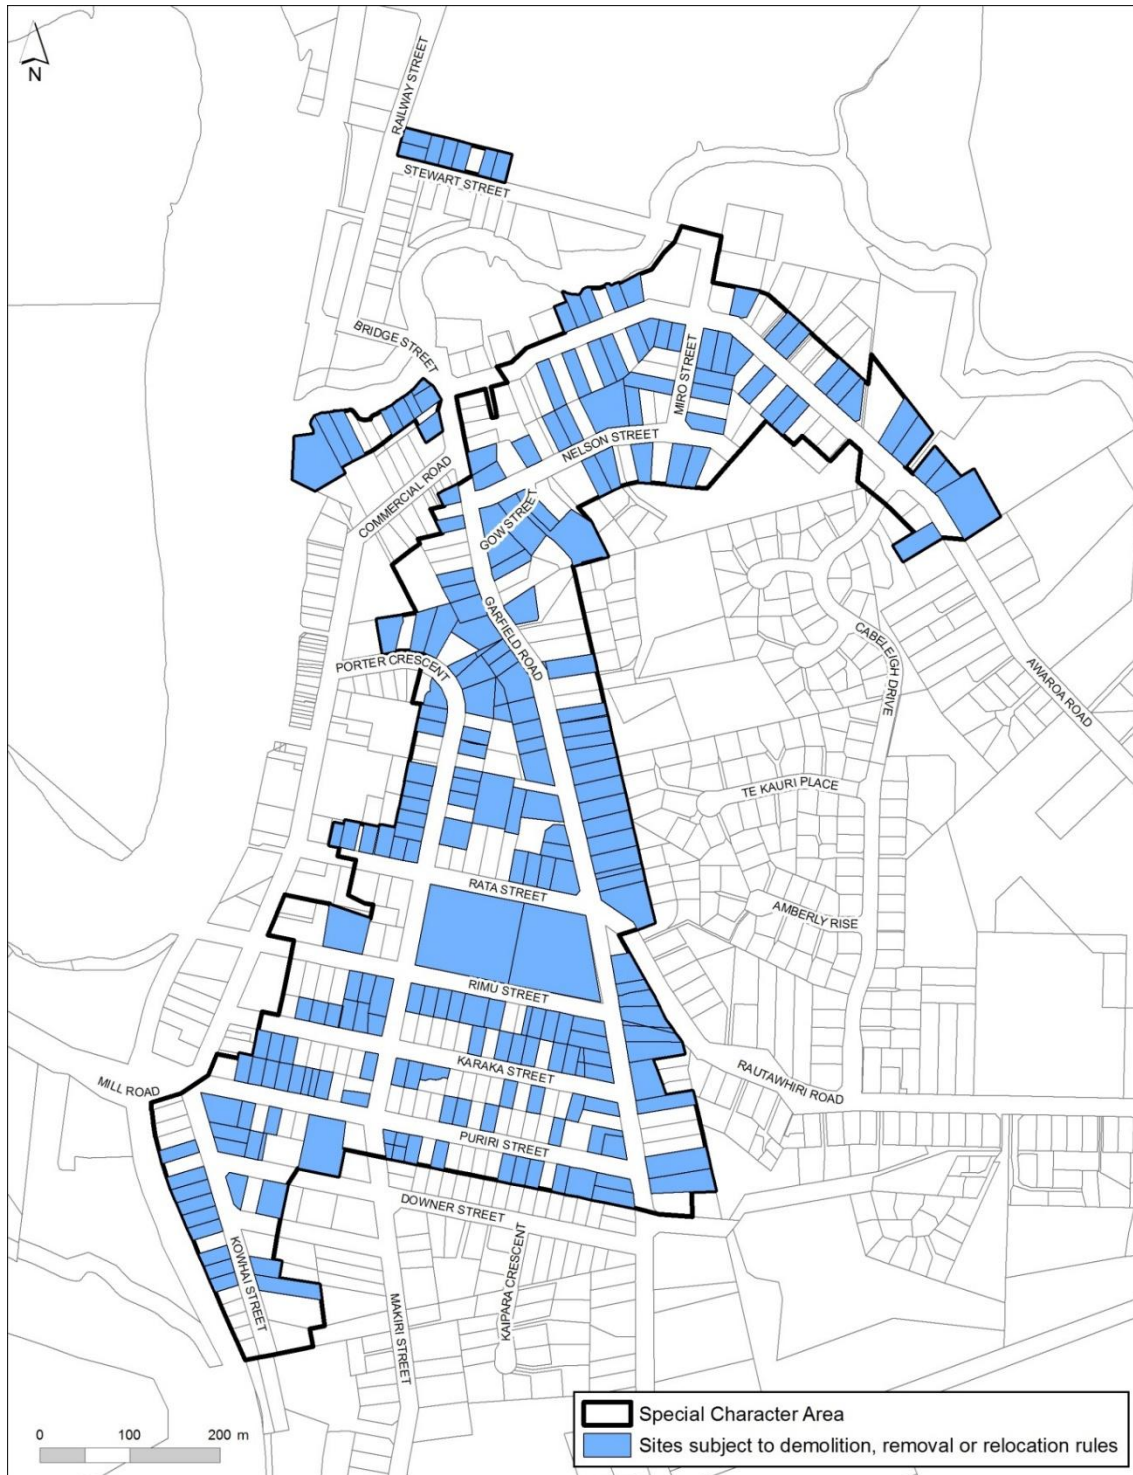 N
RAILWAY STREET
STEWART STREET
BRIDGE STREET
MIRO STREET
NELSON STREET
COMMERCIAL ROAD
GOW STREET
GARFIELD ROAD
PORTER CRESCENT
CABELEIGH DRIVE
AWAROA ROAD
TE KAURI PLACE
RATA STREET
AMBERLY RISE
RIMU STREET
KARAKA STREET
RAUTAWHIRI ROAD
MILL ROAD
PURIRI STREET
DOWNER STREET
KOWHAI STREET
MAKIRI STREET
KAIPARA CRESCENT
0 100 200 m
Special Character Area
Sites subject to demolition, removal or relocation rules